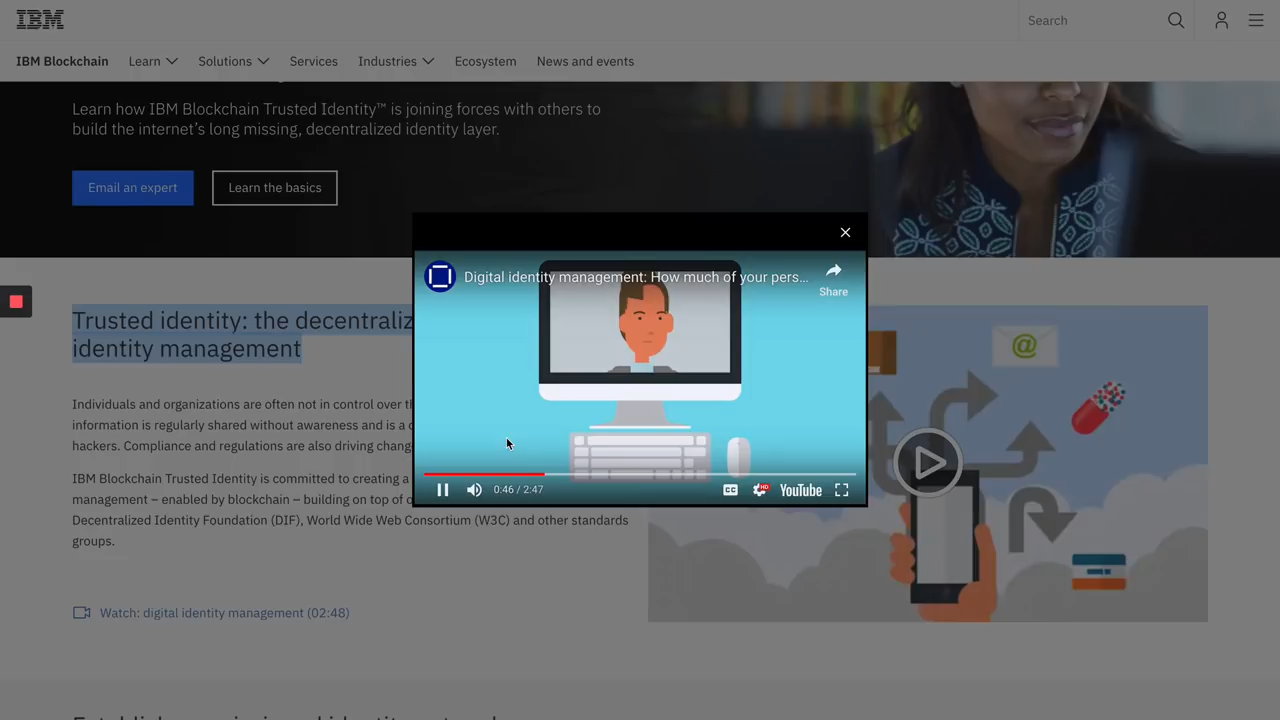 IBM
Search
IBM Blockchain Learn Solutions Services Industries Ecosystem News and events
Learn how IBM Blockchain Trusted Identity™ is joining forces with others to
build the internet's long missing, decentralized identity layer.
Email an expert Learn the basics
Digital identity management: How much of your pers...
Share
Trusted identity: the decentraliz
identity management
Individuals and organizations are often not in control over th
information is regularly shared without awareness and is a c
hackers. Compliance and regulations are also driving chang
IBM Blockchain Trusted Identity is committed to creating a
management – enabled by blockchain – building on top of o
Decentralized Identity Foundation (DIF), World Wide Web Consortium (W3C) and other standards
groups.
0:46 / 2:47 CC HD YouTube
@
Watch: digital identity management (02:48)